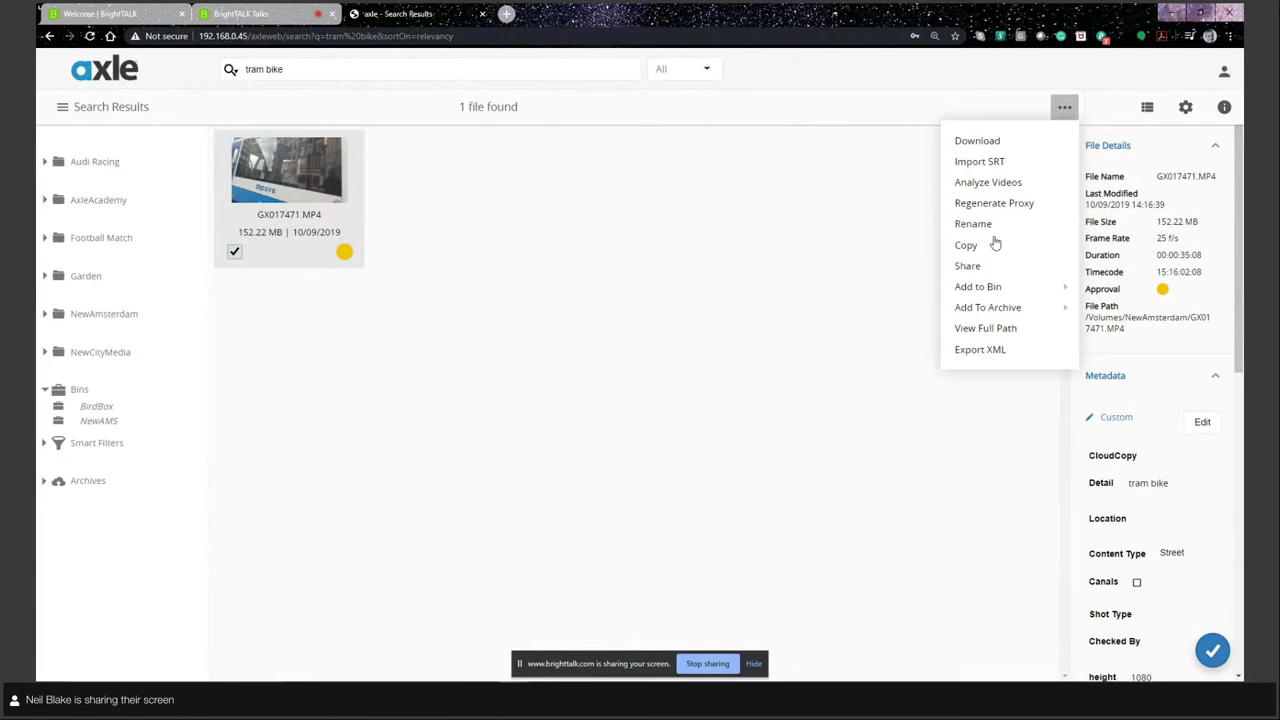 Welcome | BrightTALK
BrightTALK Talks
axle - Search Results
Not secure | 192.168.0.45/axleweb/search?q=tram%20bike&sortOn=relevancy
axle
tram bike
All
Search Results
1 file found
Audi Racing
AxleAcademy
Football Match
Garden
NewAmsterdam
NewCityMedia
Bins
BirdBox
NewAMS
Smart Filters
Archives
GX017471.MP4
152.22 MB | 10/09/2019
Download
Import SRT
Analyze Videos
Regenerate Proxy
Rename
Copy
Share
Add to Bin
Add To Archive
View Full Path
Export XML
File Details
File Name GX017471.MP4
Last Modified
10/09/2019 14:16:39
File Size 152.22 MB
Frame Rate 25 f/s
Duration 00:00:35:08
Timecode 15:16:02:08
Approval
File Path
/Volumes/NewAmsterdam/GX01
7471.MP4
Metadata
Custom
Edit
CloudCopy
Detail tram bike
Location
Content Type Street
Canals
Shot Type
Checked By
height 1080
www.brighttalk.com is sharing your screen.
Stop sharing
Hide
Neil Blake is sharing their screen